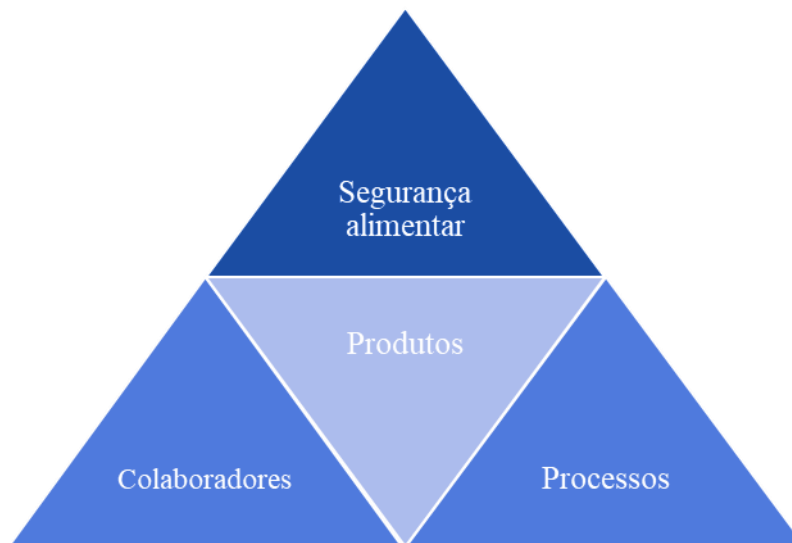 Segurança
alimentar
Produtos
Colaboradores
Processos